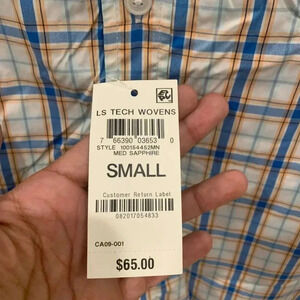 LS TECH WOVENS
7 66390 03653 0
STYLE 100154452MN
MED SAPPHIRE
SMALL
Customer Return Label
082017054833
CA09-001
$65.00